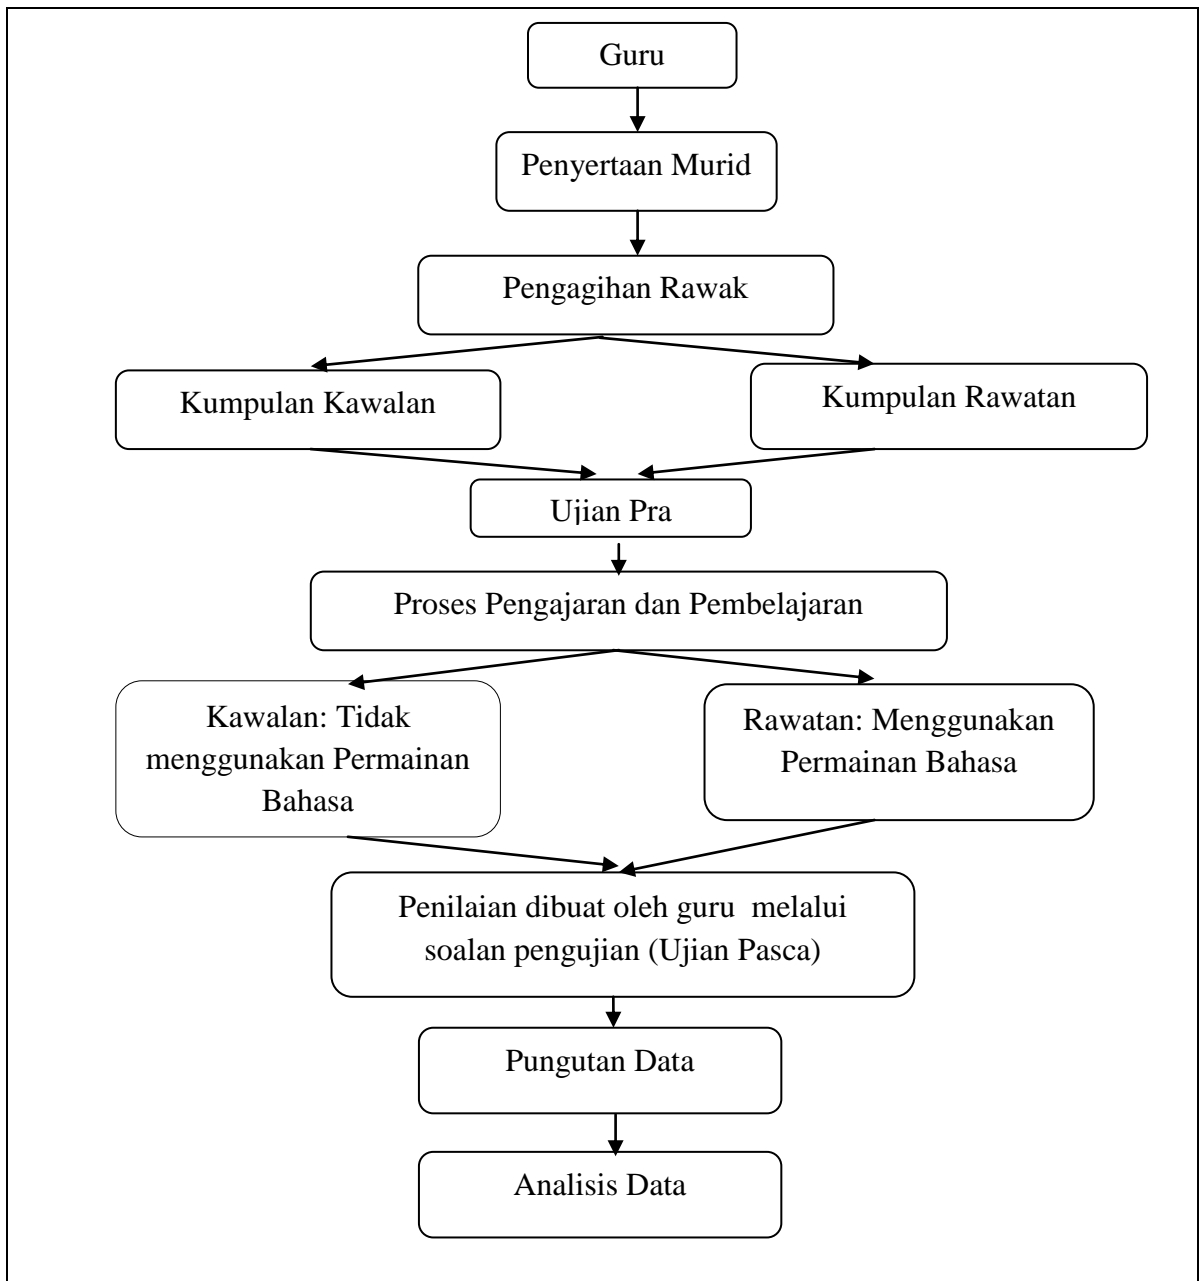 Guru
Penyertaan Murid
Pengagihan Rawak
Kumpulan Kawalan
Kumpulan Rawatan
Ujian Pra
Proses Pengajaran dan Pembelajaran
Kawalan: Tidak
menggunakan Permainan
Bahasa
Rawatan: Menggunakan
Permainan Bahasa
Penilaian dibuat oleh guru  melalui
soalan pengujian (Ujian Pasca)
Pungutan Data
Analisis Data